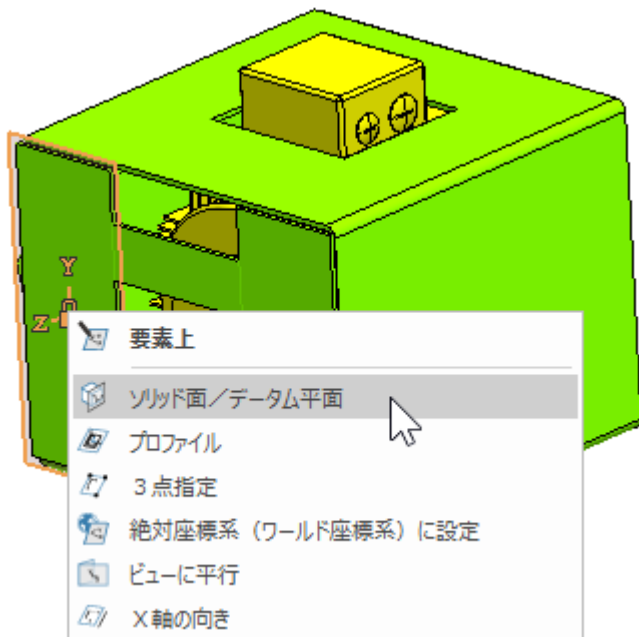 Y
Z
要素上
ソリッド面／データム平面
プロファイル
３点指定
絶対座標系（ワールド座標系）に設定
ビューに平行
Ｘ軸の向き